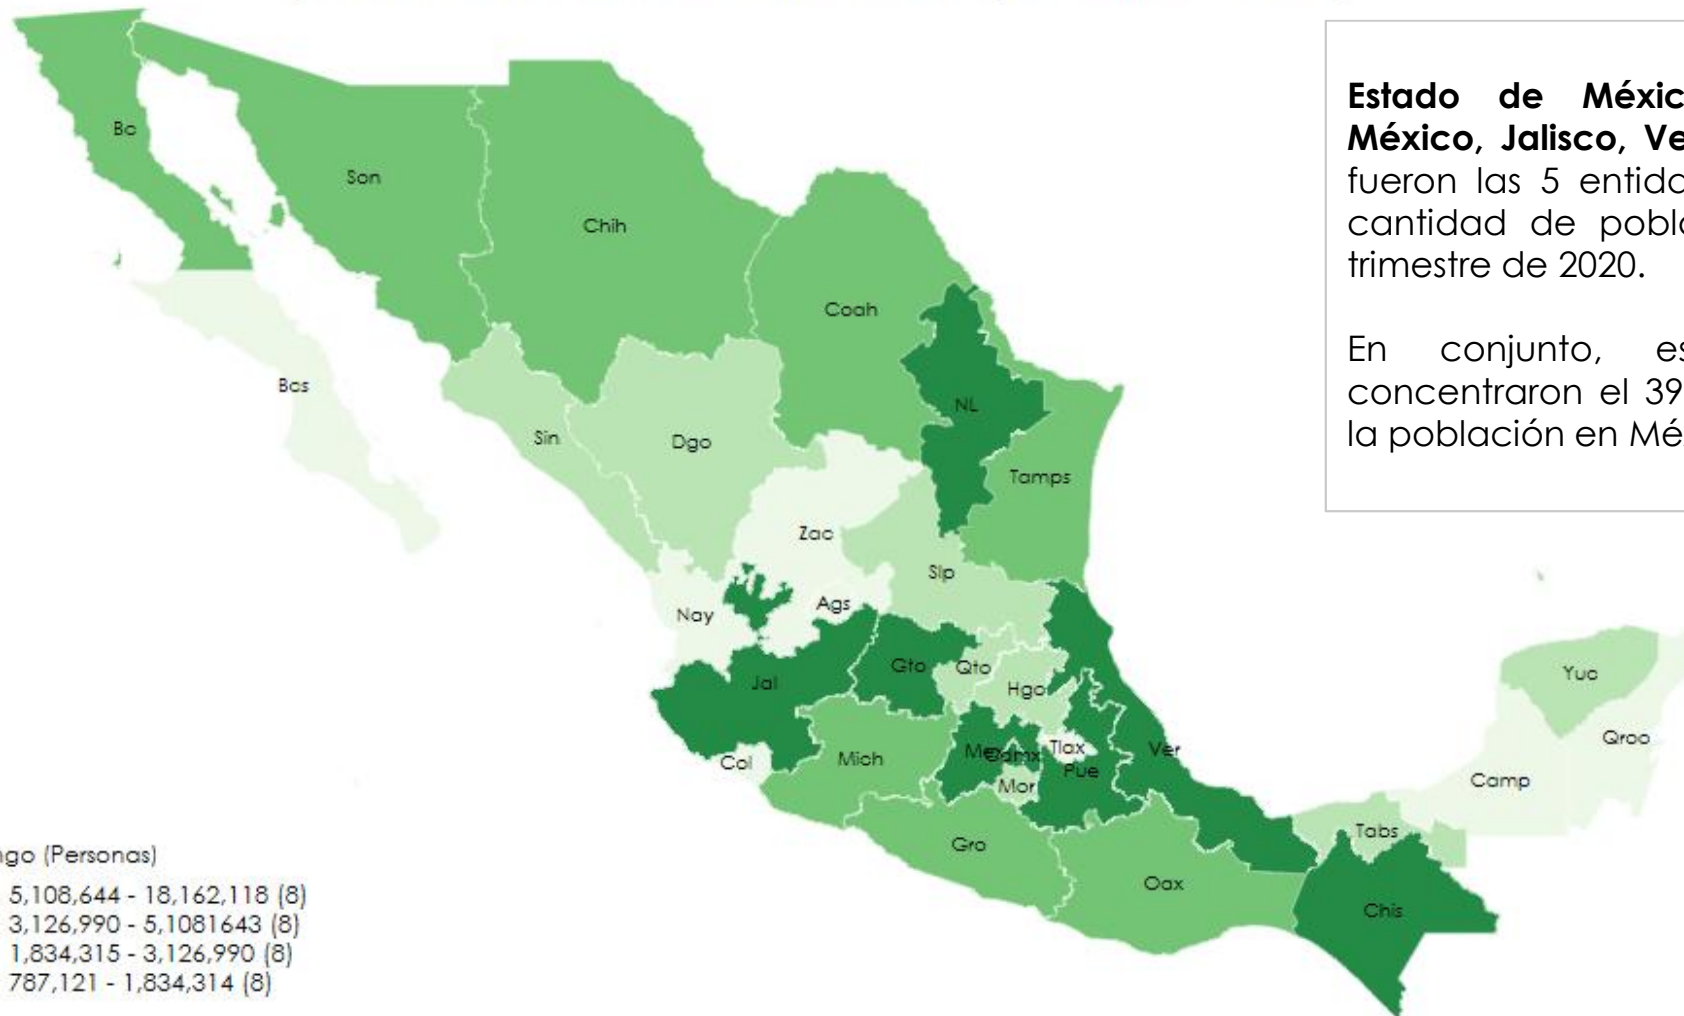 Estado de Méxic
México, Jalisco, Ve
fueron las 5 entida
cantidad de pobla
trimestre de 2020.
En conjunto, es
concentraron el 39
la población en Mé
Bc
Son
Chih
Coah
Bcs
NL
Sin
Dgo
Tamps
Zac
Slp
Nay
Ags
Jal
Gto
Qto
Hgo
Yuc
Qroo
Col
Mich
Mex
Cdmx
Tlax
Pue
Ver
Mor
Camp
Gro
Tabs
Oax
Chis
ngo (Personas)
5,108,644 - 18,162,118 (8)
3,126,990 - 5,1081643 (8)
1,834,315 - 3,126,990 (8)
787,121 - 1,834,314 (8)